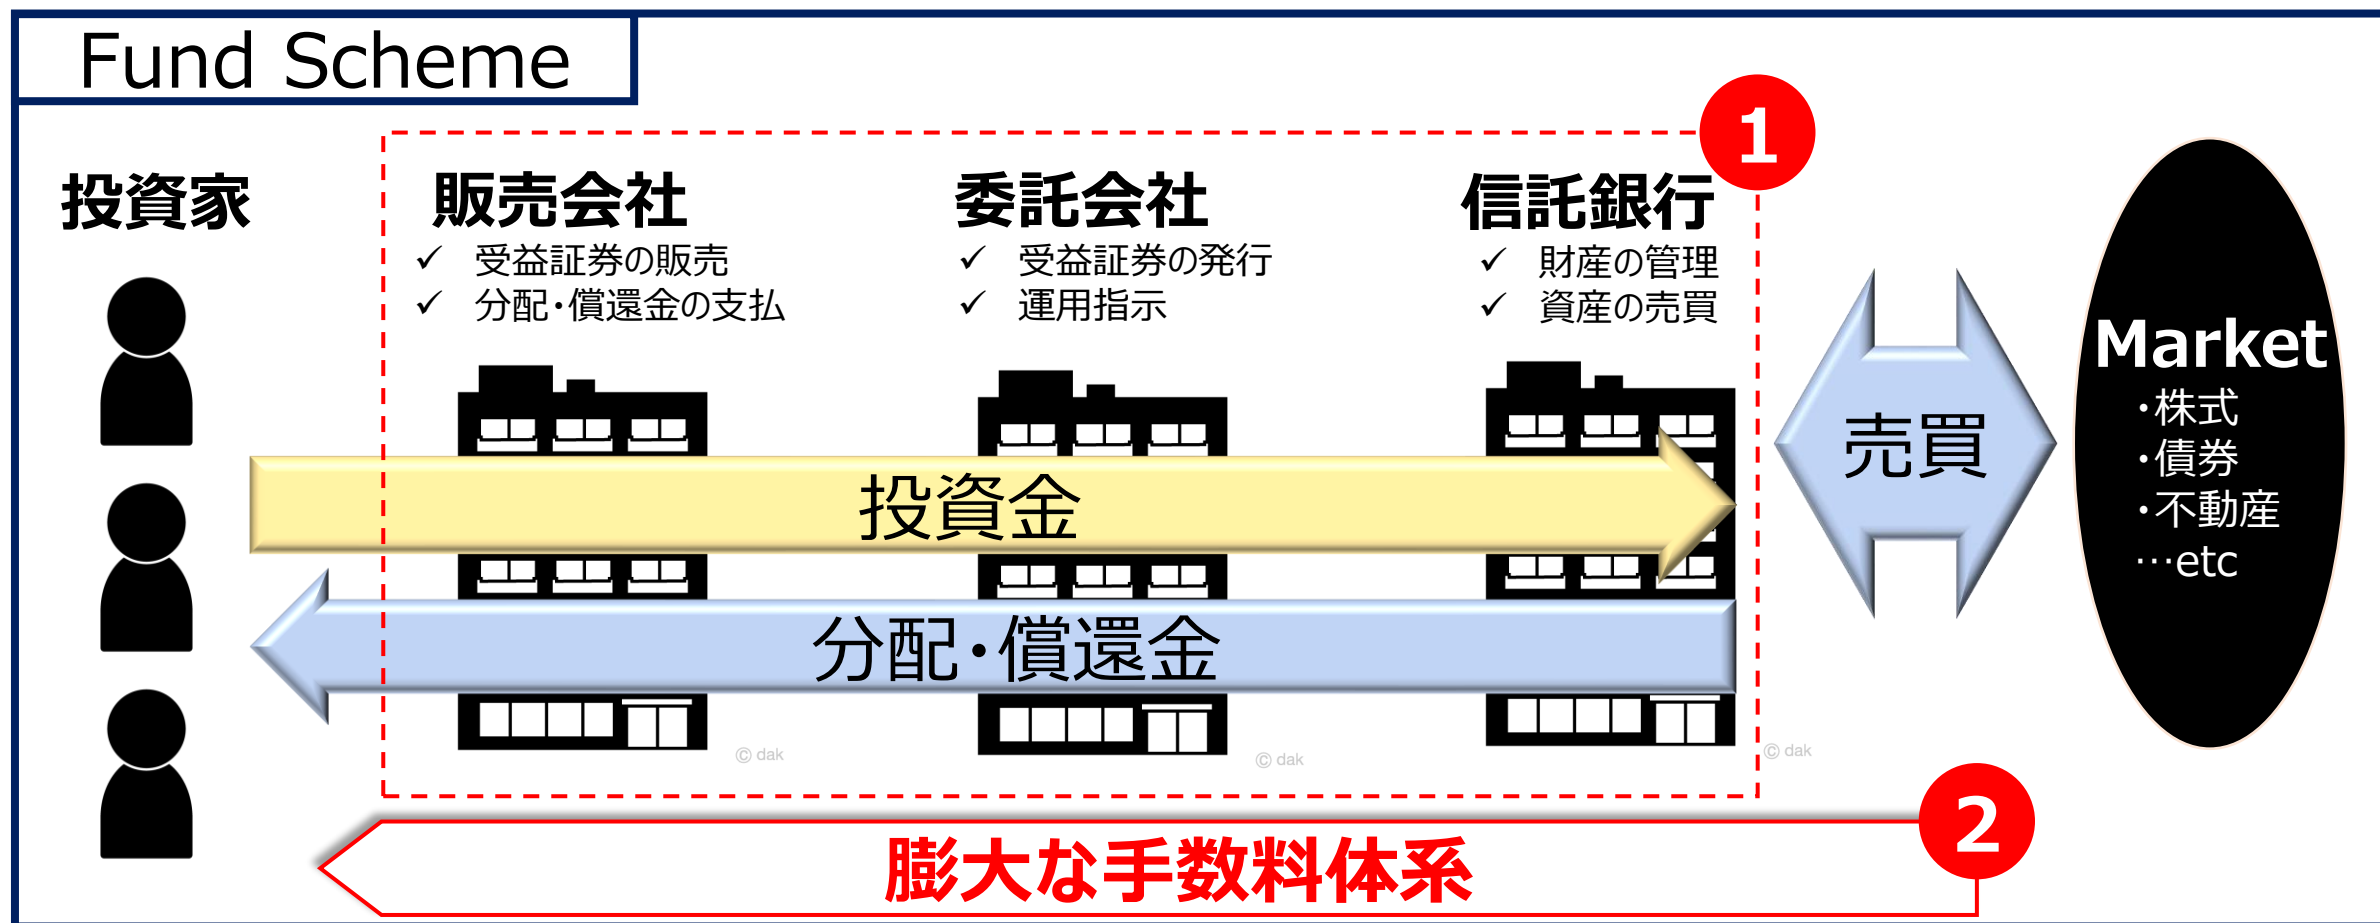 Fund Scheme
1
投資家
販売会社
✓ 受益証券の販売
✓ 分配・償還金の支払
委託会社
✓ 受益証券の発行
✓ 運用指示
信託銀行
✓ 財産の管理
✓ 資産の売買
投資金
分配・償還金
売買
Market
・株式
・債券
・不動産
…etc
© dak
© dak
© dak
2
膨大な手数料体系